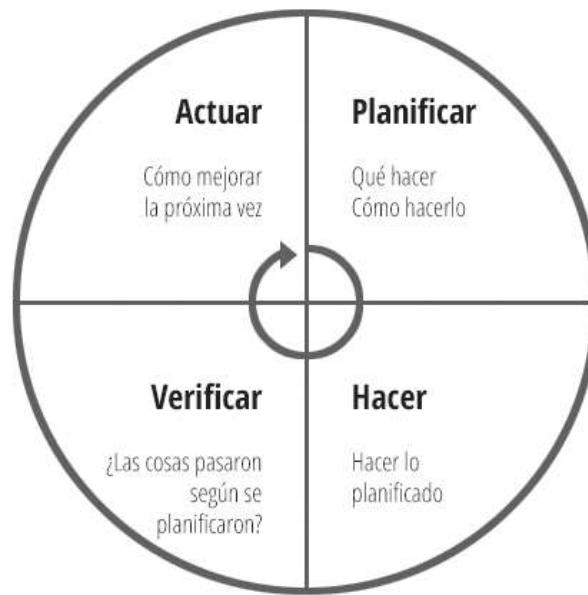 Actuar
Cómo mejorar
la próxima vez
Planificar
Qué hacer
Cómo hacerlo
Verificar
¿Las cosas pasaron
según se
planificaron?
Hacer
Hacer lo
planificado